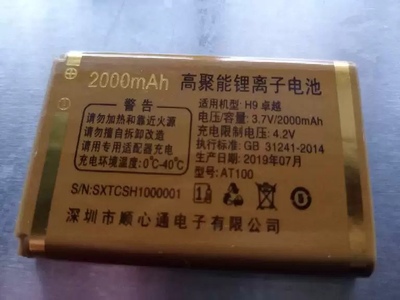 2000mAh 高聚能锂离子电池
警告
请勿加热和靠近火源
请勿擅自拆卸改造
请用专用适配器充电
充电环境温度：0℃-40℃
适用机型: H9 卓越
电压/容量: 3.7V/2000mAh
充电限制电压: 4.2V
执行标准: GB 31241-2014
2019年07月
型号: AT100
S/N:SXTCSH1000001
深圳市顺心通电子有限公司